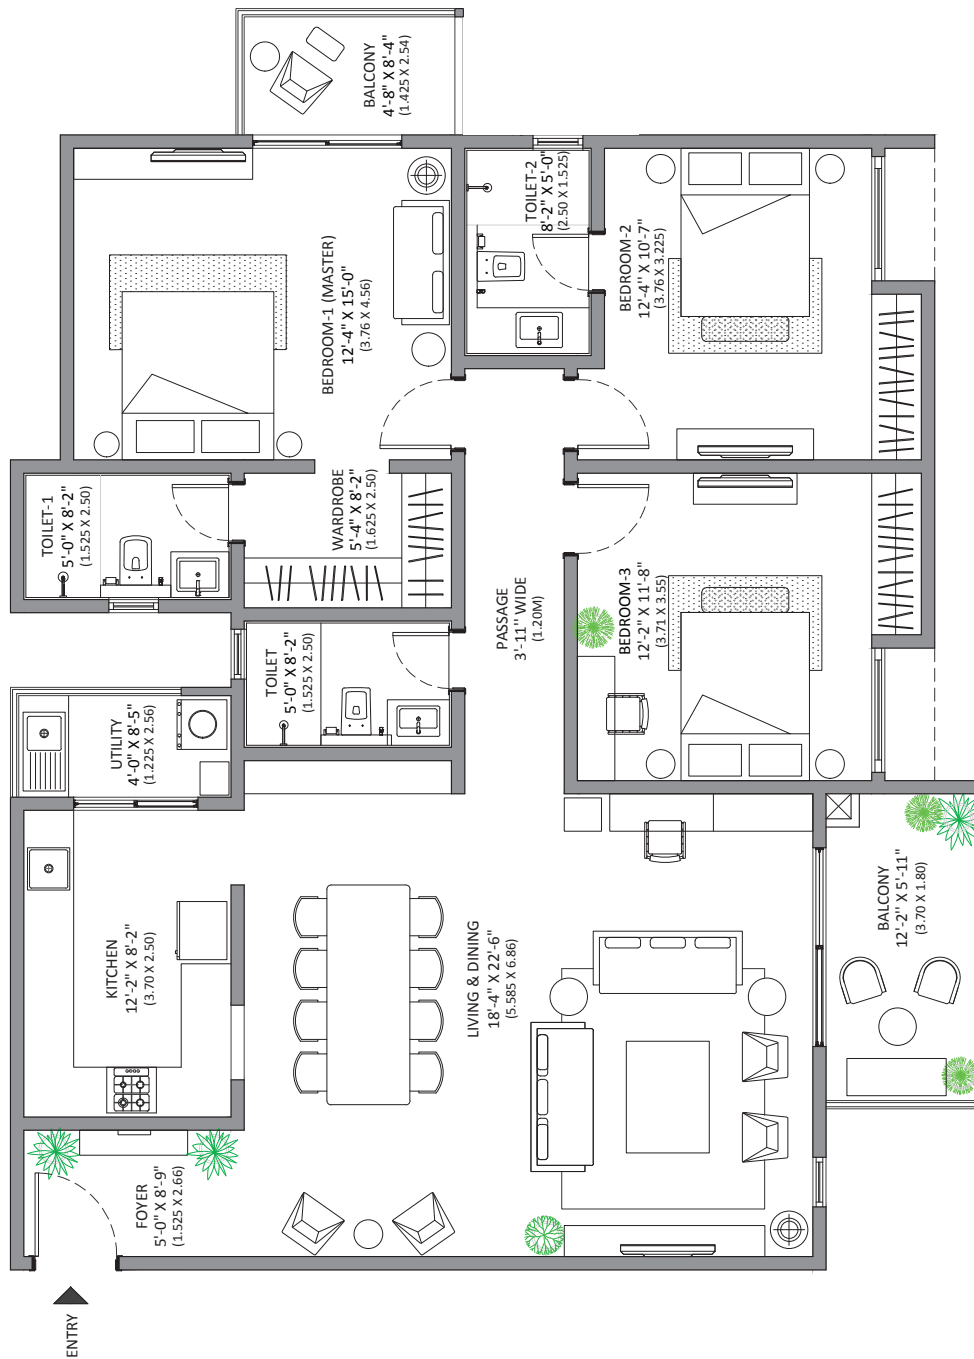 BALCONY
4'-8" X 8'-4"
(1.425 X 2.54)
TOILET-2
8'-2" X 5'-0"
(2.50 X 1.525)
BEDROOM-1 (MASTER)
12'-4" X 15'-0"
(3.76 X 4.56)
BEDROOM-2
12'-4" X 10'-7"
(3.76 X 3.225)
TOILET-1
5'-0" X 8'-2"
(1.525 X 2.50)
WARDROBE
5'-4" X 8'-2"
(1.625 X 2.50)
PASSAGE
3'-11" WIDE
(1.20M)
BEDROOM-3
12'-2" X 11'-8"
(3.71 X 3.55)
TOILET
5'-0" X 8'-2"
(1.525 X 2.50)
UTILITY
4'-0" X 8'-5"
(1.225 X 2.56)
KITCHEN
12'-2" X 8'-2"
(3.70 X 2.50)
LIVING & DINING
18'-4" X 22'-6"
(5.585 X 6.86)
BALCONY
12'-2" X 5'-11"
(3.70 X 1.80)
FOYER
5'-0" X 8'-9"
(1.525 X 2.66)
ENTRY